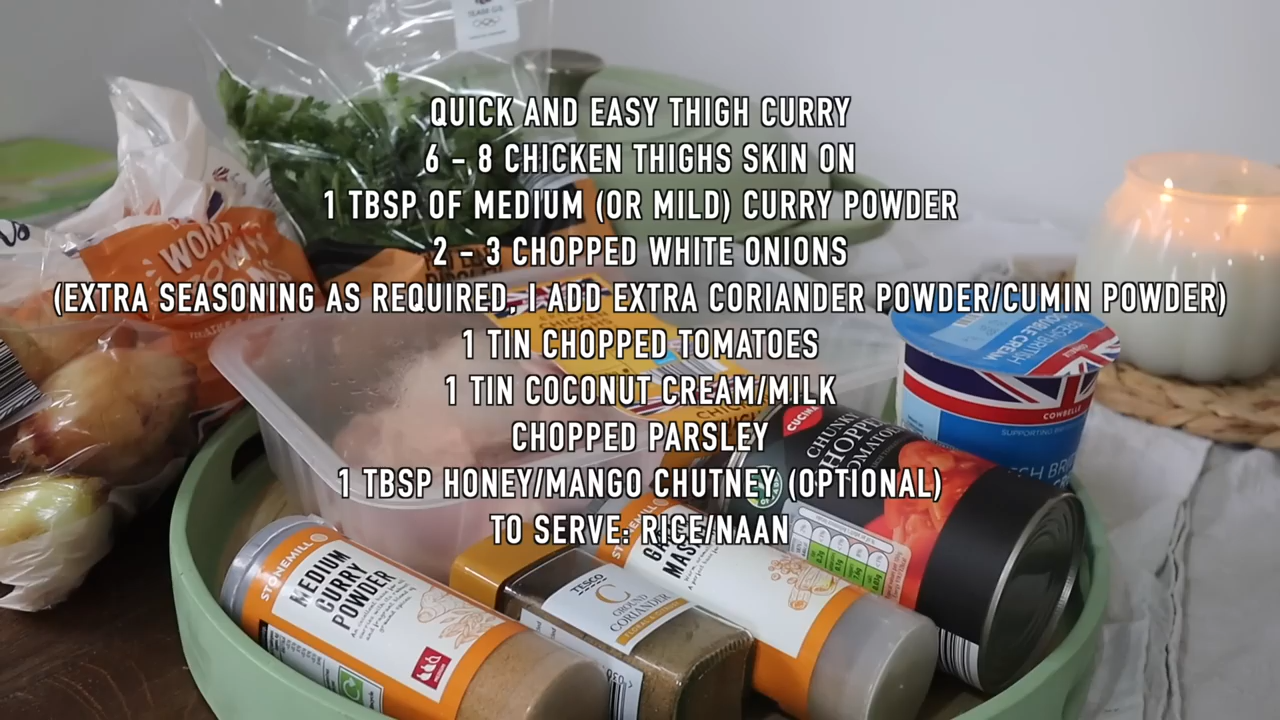 TEAM GB
QUICK AND EASY THIGH CURRY
6 - 8 CHICKEN THIGHS SKIN ON
1 TBSP OF MEDIUM (OR MILD) CURRY POWDER
2 - 3 CHOPPED WHITE ONIONS
(EXTRA SEASONING AS REQUIRED, I ADD EXTRA CORIANDER POWDER/CUMIN POWDER)
1 TIN CHOPPED TOMATOES
1 TIN COCONUT CREAM/MILK
CHOPPED PARSLEY
1 TBSP HONEY/MANGO CHUTNEY (OPTIONAL)
TO SERVE: RICE/NAAN
DOUBLE CREAM
COWBELLE
CUCINA
CHUNKY
STONEMILL
MEDIUM
CURRY
POWDER
TESCO
C
GROUND
CORIANDER